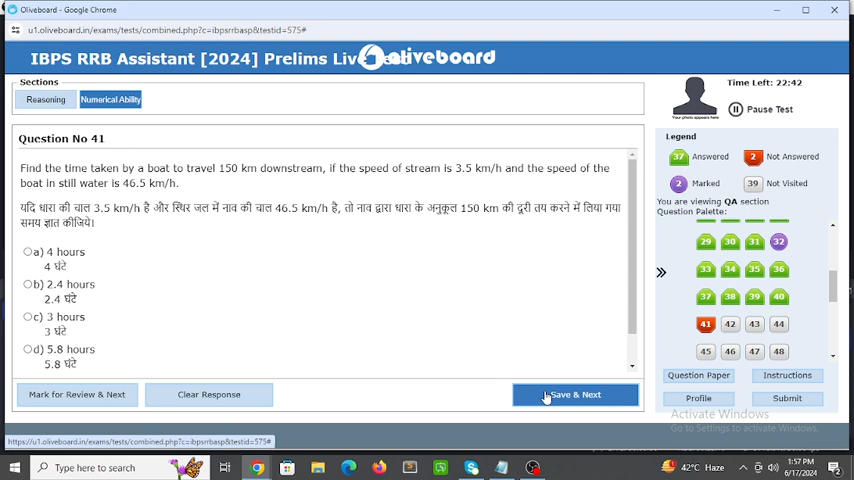 Oliveboard - Google Chrome
u1.oliveboard.in/exams/tests/combined.php?c=ibpsrrbasp&testid=575#
IBPS RRB Assistant [2024] Prelims Live
oliveboard
Sections
Reasoning Numerical Ability
Time Left: 22:42
Pause Test
Your photo appears here
Question No 41
Legend
37 Answered 2 Not Answered
2 Marked 39 Not Visited
You are viewing QA section
Question Palette:
Find the time taken by a boat to travel 150 km downstream, if the speed of stream is 3.5 km/h and the speed of the
boat in still water is 46.5 km/h.
यदि धारा की चाल 3.5 km/h है और स्थिर जल में नाव की चाल 46.5 km/h है, तो नाव द्वारा धारा के अनुकूल 150 km की दूरी तय करने में लिया गया
समय ज्ञात कीजिये।
a) 4 hours
4 घंटे
b) 2.4 hours
2.4 घंटे
c) 3 hours
3 घंटे
d) 5.8 hours
5.8 घंटे
29 30 31 32
33 34 35 36
37 38 39 40
41 42 43 44
45 46 47 48
Mark for Review & Next Clear Response Save & Next
Question Paper Instructions
Profile Submit
Activate Windows
Go to Settings to activate Windows.
https://u1.oliveboard.in/exams/tests/combined.php?c=ibpsrrbasp&testid=575#
Type here to search
42°C Haze
1:57 PM
6/17/2024
2